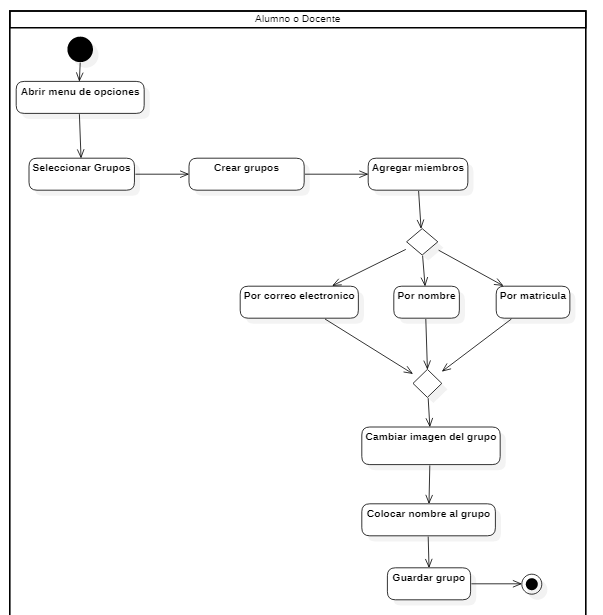 Alumno o Docente
Abrir menu de opciones
Seleccionar Grupos
Crear grupos
Agregar miembros
Por correo electronico
Por nombre
Por matricula
Cambiar imagen del grupo
Colocar nombre al grupo
Guardar grupo